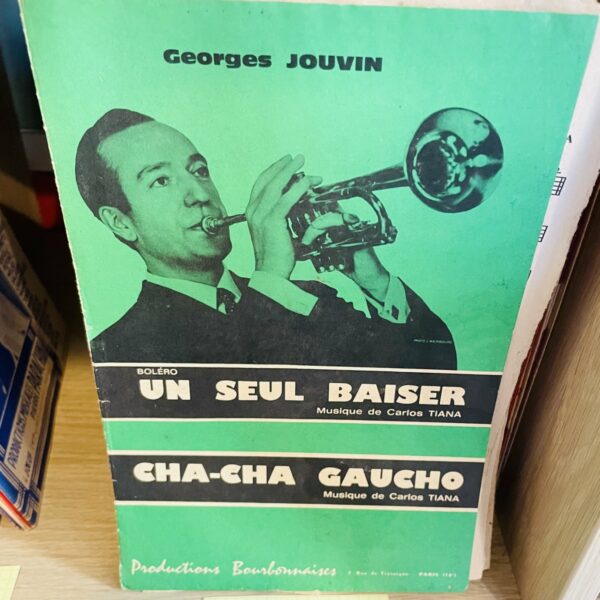 Georges JOUVIN
BOLÉRO
UN SEUL BAISER
Musique de Carlos TIANA
CHA-CHA GAUCHO
Musique de Carlos TIANA
Productions Bourbonnaises
PARIS